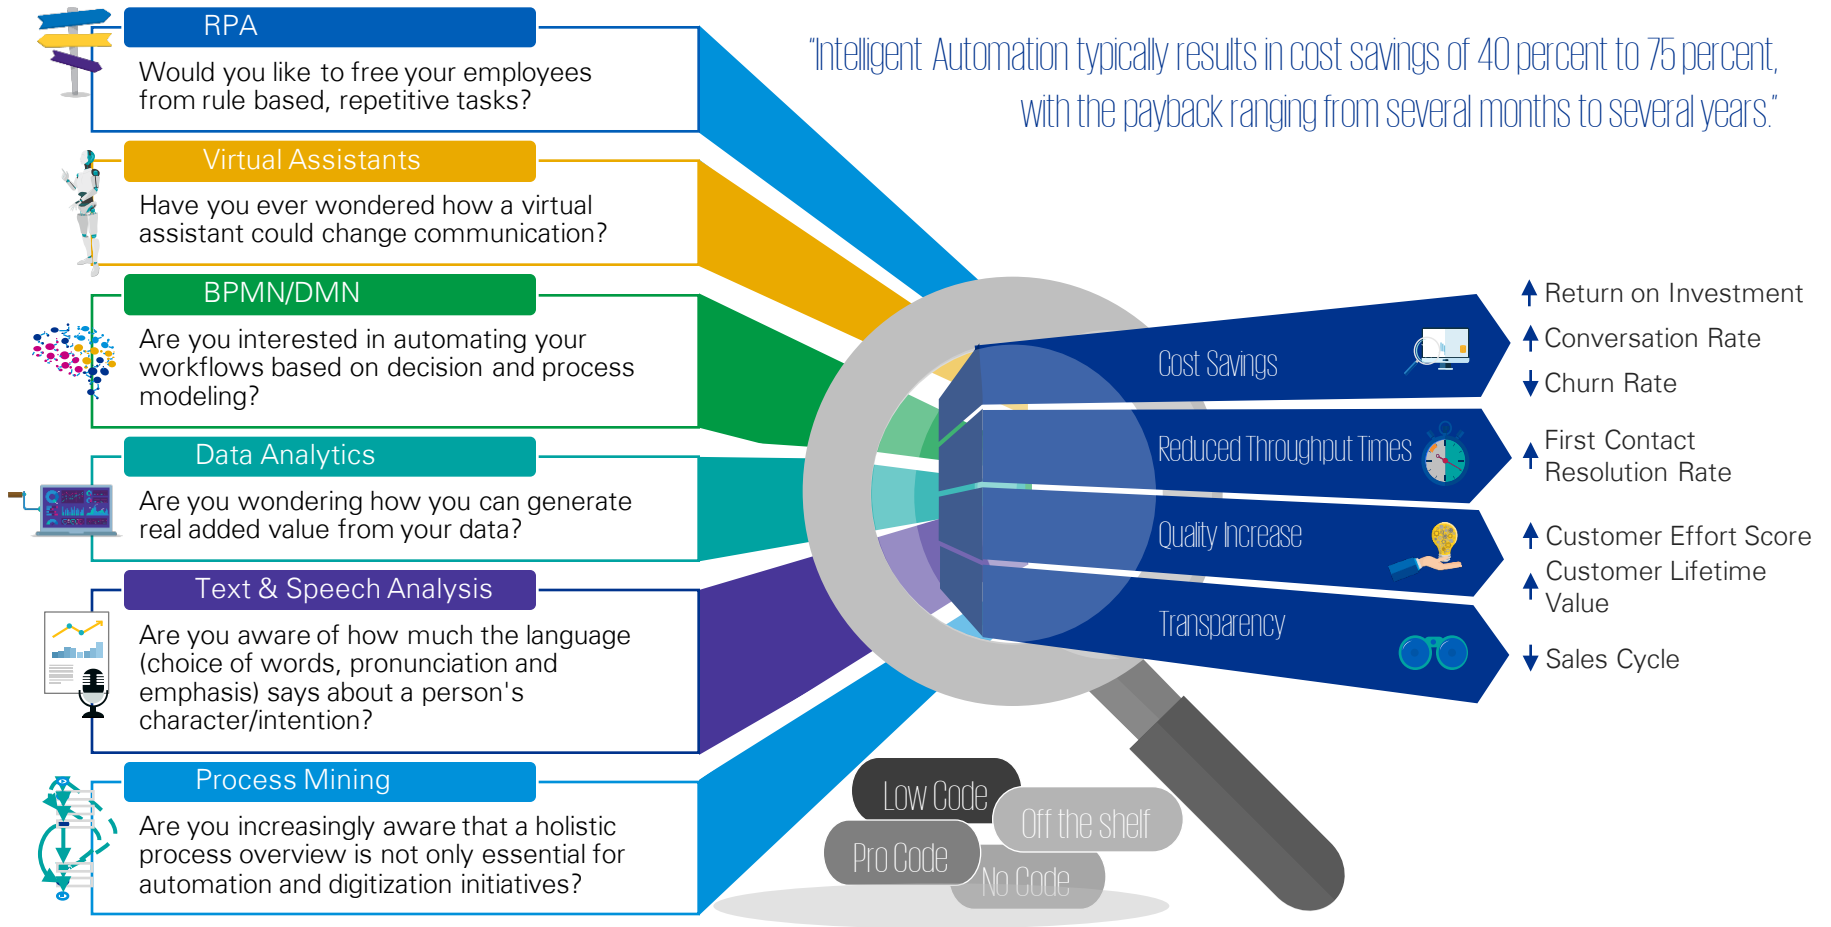 RPA
Would you like to free your employees
from rule based, repetitive tasks?
Virtual Assistants
Have you ever wondered how a virtual
assistant could change communication?
BPMN/DMN
Are you interested in automating your
workflows based on decision and process
modeling?
Data Analytics
Are you wondering how you can generate
real added value from your data?
Text & Speech Analysis
Are you aware of how much the language
(choice of words, pronunciation and
emphasis) says about a person's
character/intention?
Process Mining
Are you increasingly aware that a holistic
process overview is not only essential for
automation and digitization initiatives?
"Intelligent Automation typically results in cost savings of 40 percent to 75 percent,
with the payback ranging from several months to several years."
Cost Savings
Reduced Throughput Times
Quality Increase
Transparency
Return on Investment
Conversation Rate
Churn Rate
First Contact
Resolution Rate
Customer Effort Score
Customer Lifetime
Value
Sales Cycle
Low Code
Off the shelf
Pro Code
No Code